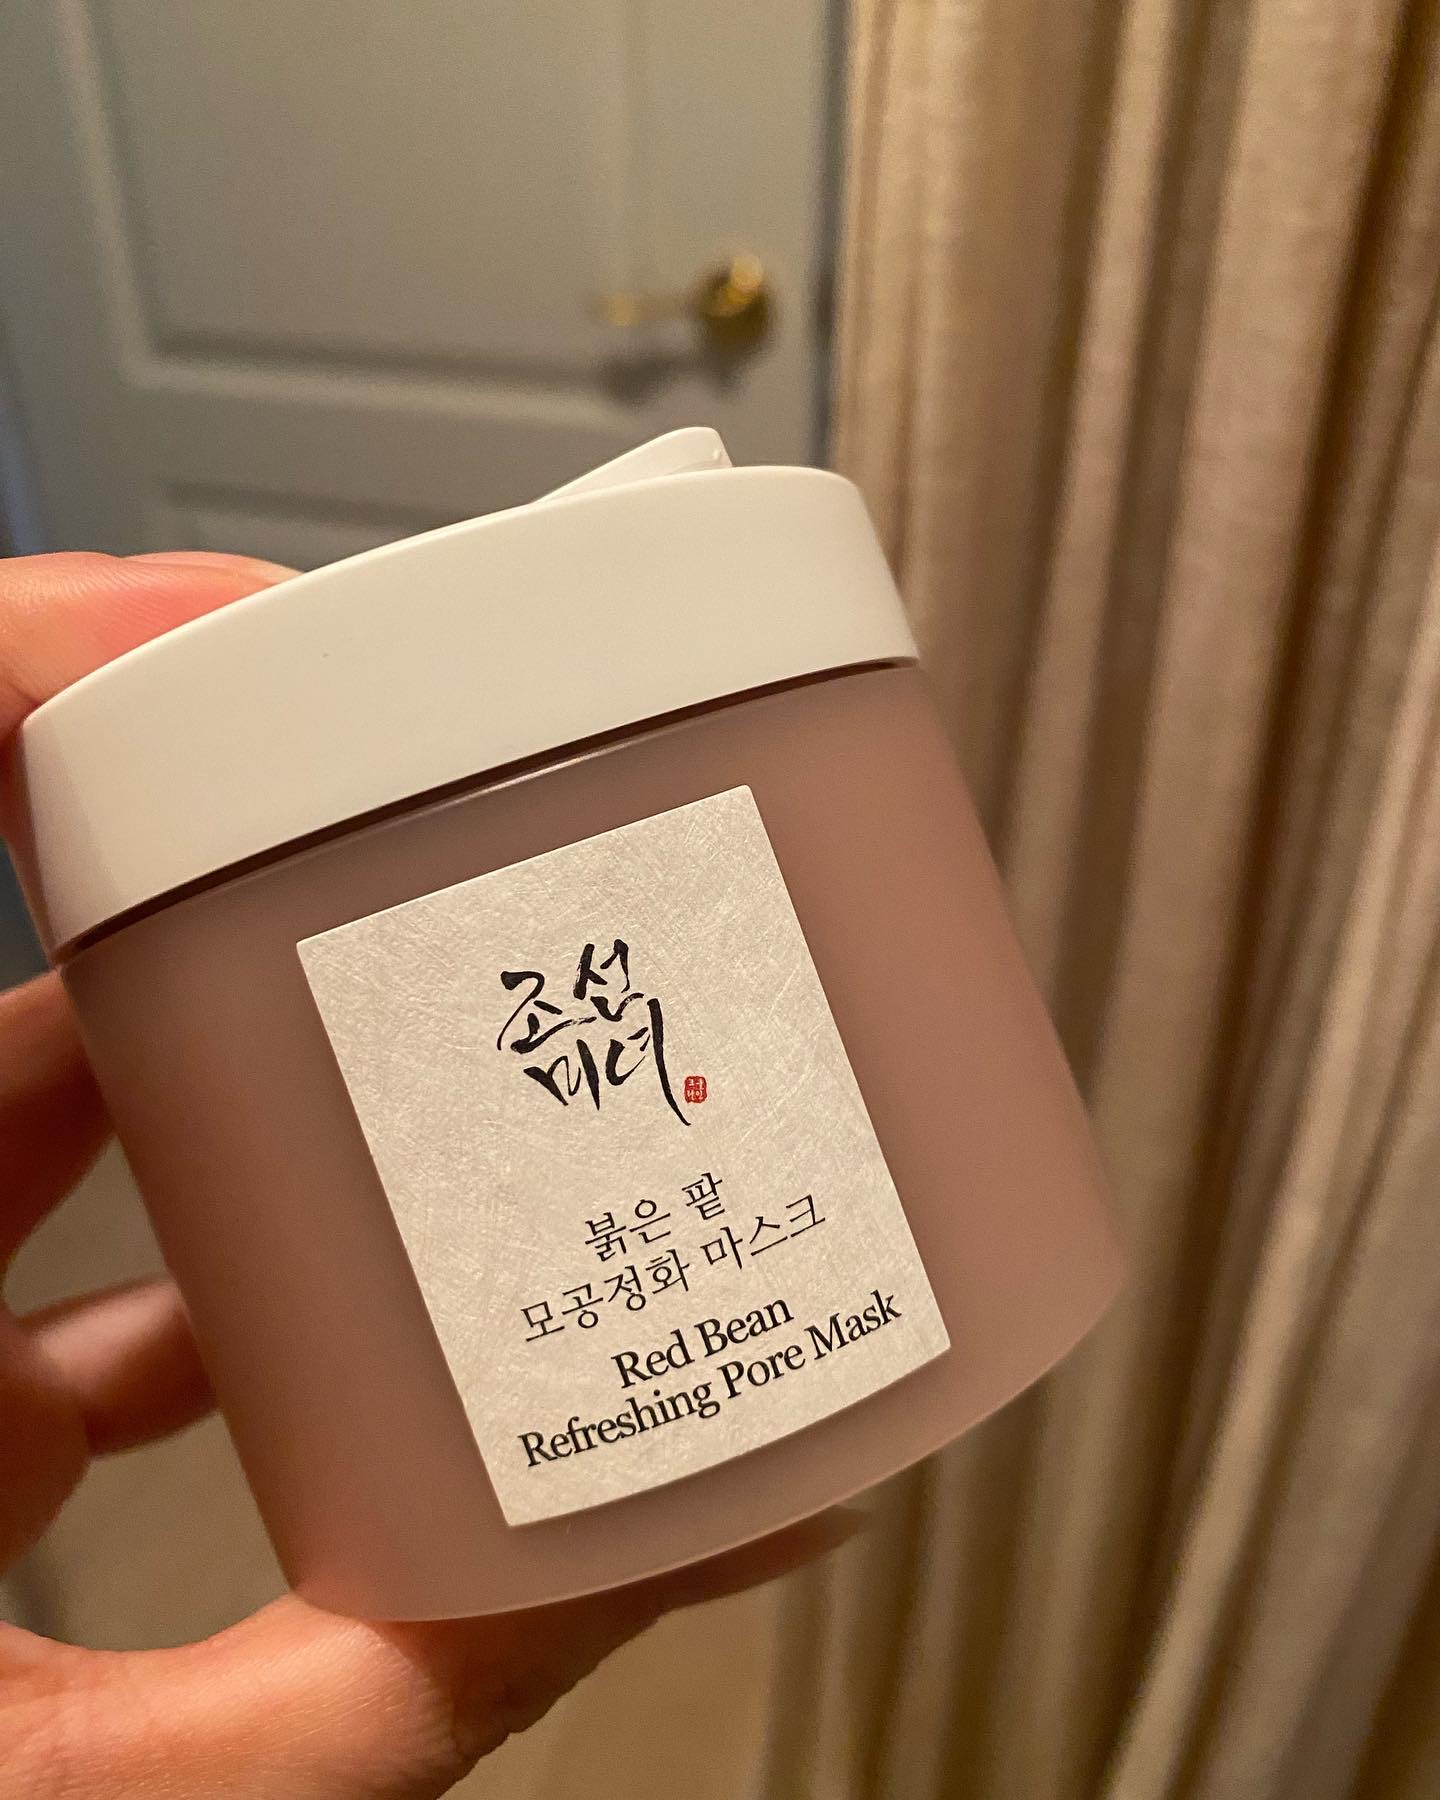 조선
미녀
붉은 팥
모공정화 마스크
Red Bean
Refreshing Pore Mask